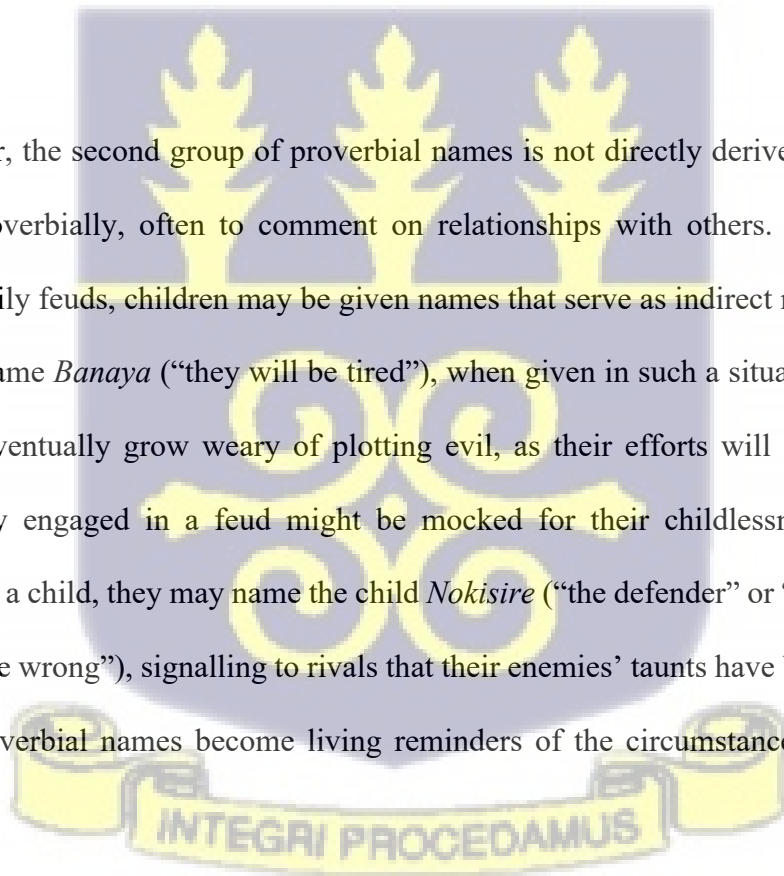 r, the second group of proverbial names is not directly derive
overbially, often to comment on relationships with others.
ily feuds, children may be given names that serve as indirect
ame Banaya (“they will be tired”), when given in such a situa
ventually grow weary of plotting evil, as their efforts will
y engaged in a feud might be mocked for their childlessn
a child, they may name the child Nokisire (“the defender” or “
e wrong”), signalling to rivals that their enemies’ taunts have
verbial names become living reminders of the circumstance
INTEGRI PROCEDAMUS